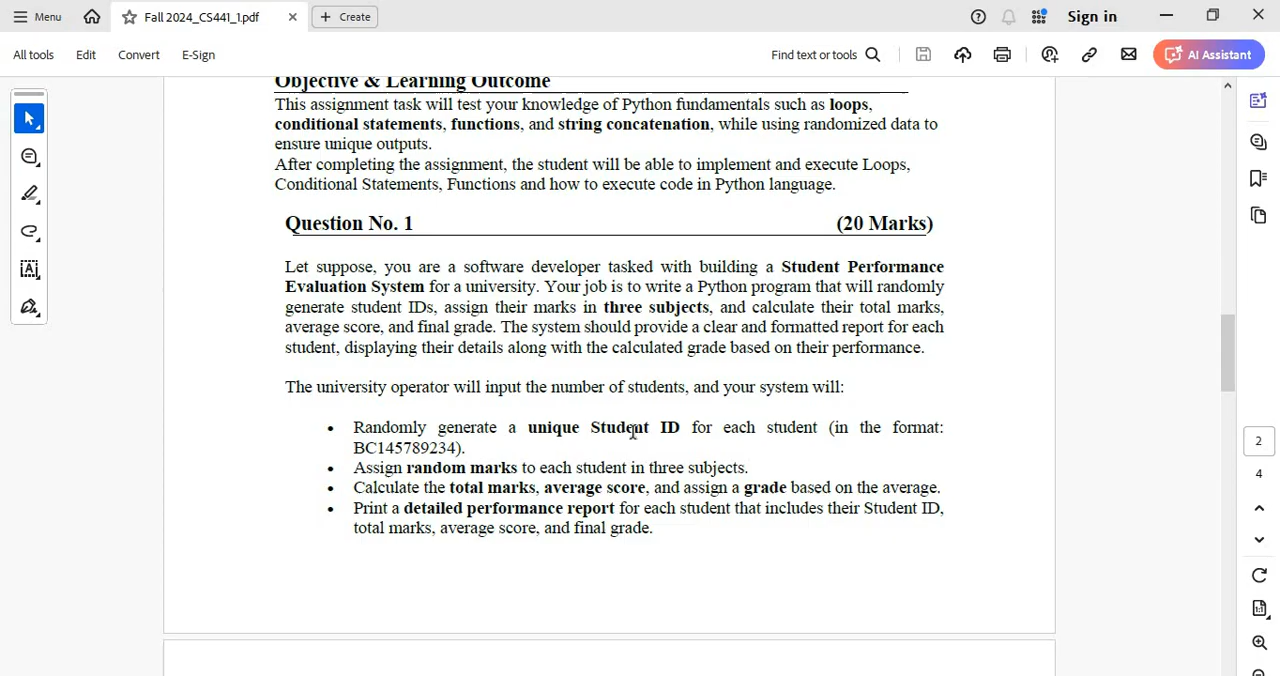 Menu
Fall 2024_CS441_1.pdf
Create
Sign in
All tools
Edit
Convert
E-Sign
Find text or tools
AI Assistant
Objective & Learning Outcome
This assignment task will test your knowledge of Python fundamentals such as loops,
conditional statements, functions, and string concatenation, while using randomized data to
ensure unique outputs.
After completing the assignment, the student will be able to implement and execute Loops,
Conditional Statements, Functions and how to execute code in Python language.
Question No. 1 (20 Marks)
Let suppose, you are a software developer tasked with building a Student Performance
Evaluation System for a university. Your job is to write a Python program that will randomly
generate student IDs, assign their marks in three subjects, and calculate their total marks,
average score, and final grade. The system should provide a clear and formatted report for each
student, displaying their details along with the calculated grade based on their performance.
The university operator will input the number of students, and your system will:
• Randomly generate a unique Student ID for each student (in the format:
BC145789234).
• Assign random marks to each student in three subjects.
• Calculate the total marks, average score, and assign a grade based on the average.
• Print a detailed performance report for each student that includes their Student ID,
total marks, average score, and final grade.
2
4